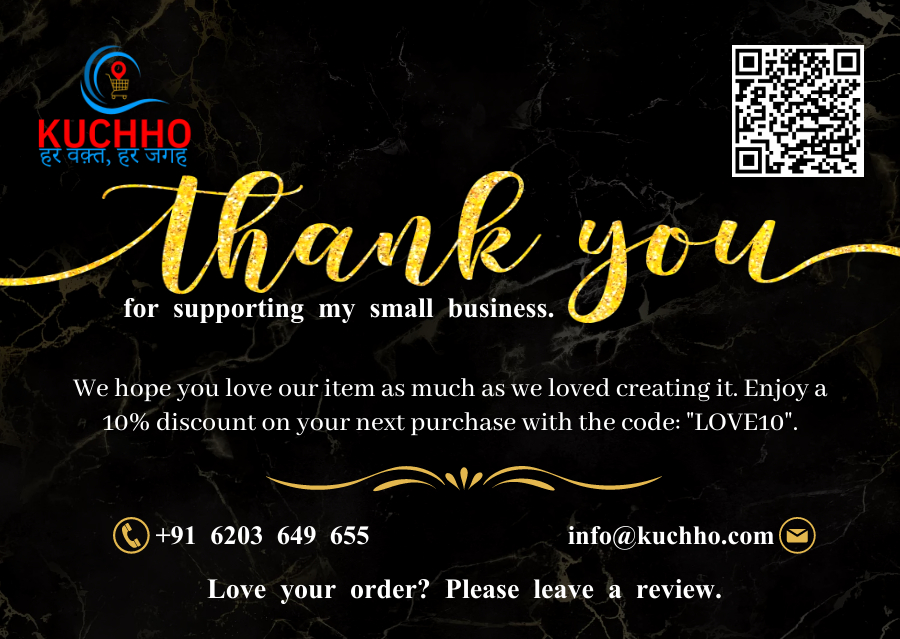 KUCHHO
हर वक़्त, हर जगह
thank you
for supporting my small business.
We hope you love our item as much as we loved creating it. Enjoy a
10% discount on your next purchase with the code: "LOVE10".
+91 6203 649 655
info@kuchho.com
Love your order? Please leave a review.